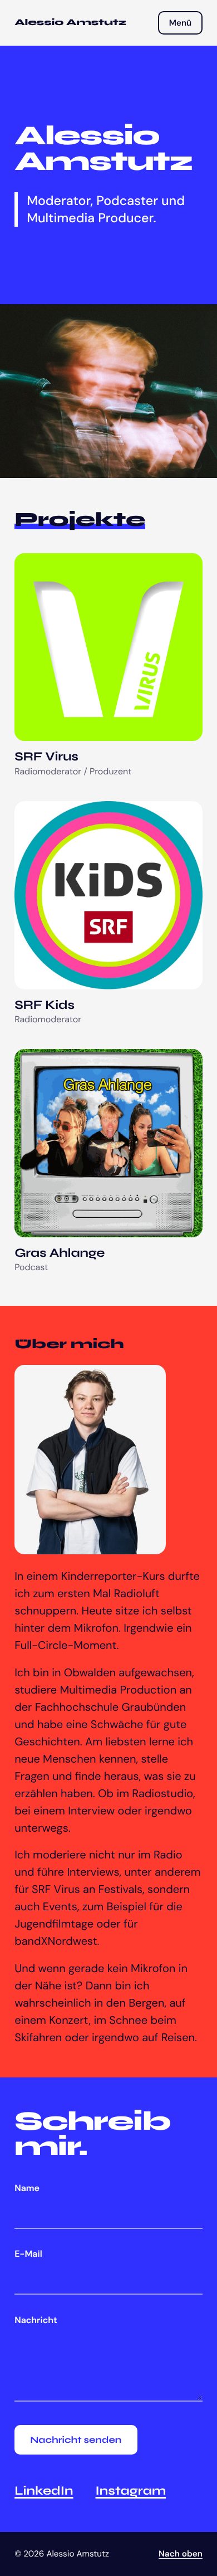 Alessio Amstutz
Menü
Alessio
Amstutz
Moderator, Podcaster und
Multimedia Producer.
Projekte
VIRUS
SRF Virus
Radiomoderator / Produzent
KiDS
SRF
SRF Kids
Radiomoderator
Gras Ahlange
Gras Ahlange
Podcast
Über mich
In einem Kinderreporter-Kurs durfte
ich zum ersten Mal Radioluft
schnuppern. Heute sitze ich selbst
hinter dem Mikrofon. Irgendwie ein
Full-Circle-Moment.
Ich bin in Obwalden aufgewachsen,
studiere Multimedia Production an
der Fachhochschule Graubünden
und habe eine Schwäche für gute
Geschichten. Am liebsten lerne ich
neue Menschen kennen, stelle
Fragen und finde heraus, was sie zu
erzählen haben. Ob im Radiostudio,
bei einem Interview oder irgendwo
unterwegs.
Ich moderiere nicht nur im Radio
und führe Interviews, unter anderem
für SRF Virus an Festivals, sondern
auch Events, zum Beispiel für die
Jugendfilmtage oder für
bandXNordwest.
Und wenn gerade kein Mikrofon in
der Nähe ist? Dann bin ich
wahrscheinlich in den Bergen, auf
einem Konzert, im Schnee beim
Skifahren oder irgendwo auf Reisen.
Schreib
mir.
Name
E-Mail
Nachricht
Nachricht senden
LinkedIn Instagram
© 2026 Alessio Amstutz Nach oben